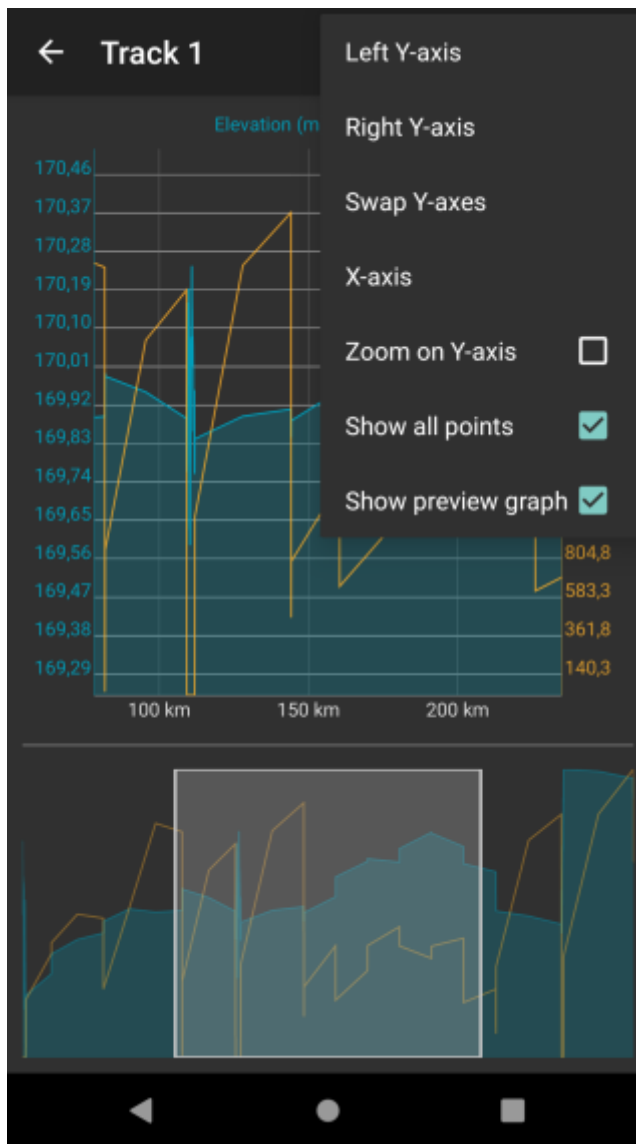 Track 1
Left Y-axis
Right Y-axis
Swap Y-axes
X-axis
Zoom on Y-axis
Show all points
Show preview graph
Elevation (m
170,46
170,37
170,28
170,19
170,10
170,01
169,92
169,83
169,74
169,65
169,56
169,47
169,38
169,29
804,8
583,3
361,8
140,3
100 km
150 km
200 km